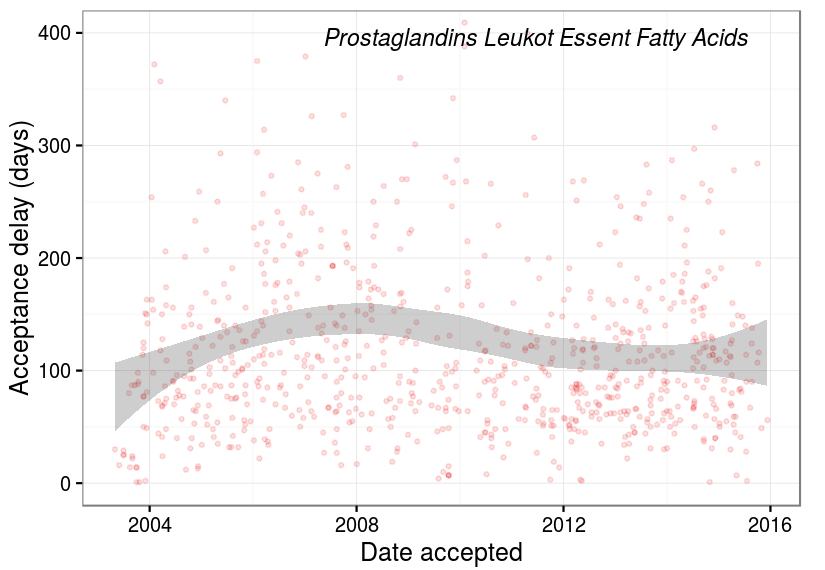 Prostaglandins Leukot Essent Fatty Acids
Acceptance delay (days)
400
300
200
100
0
2004 2008 2012 2016
Date accepted